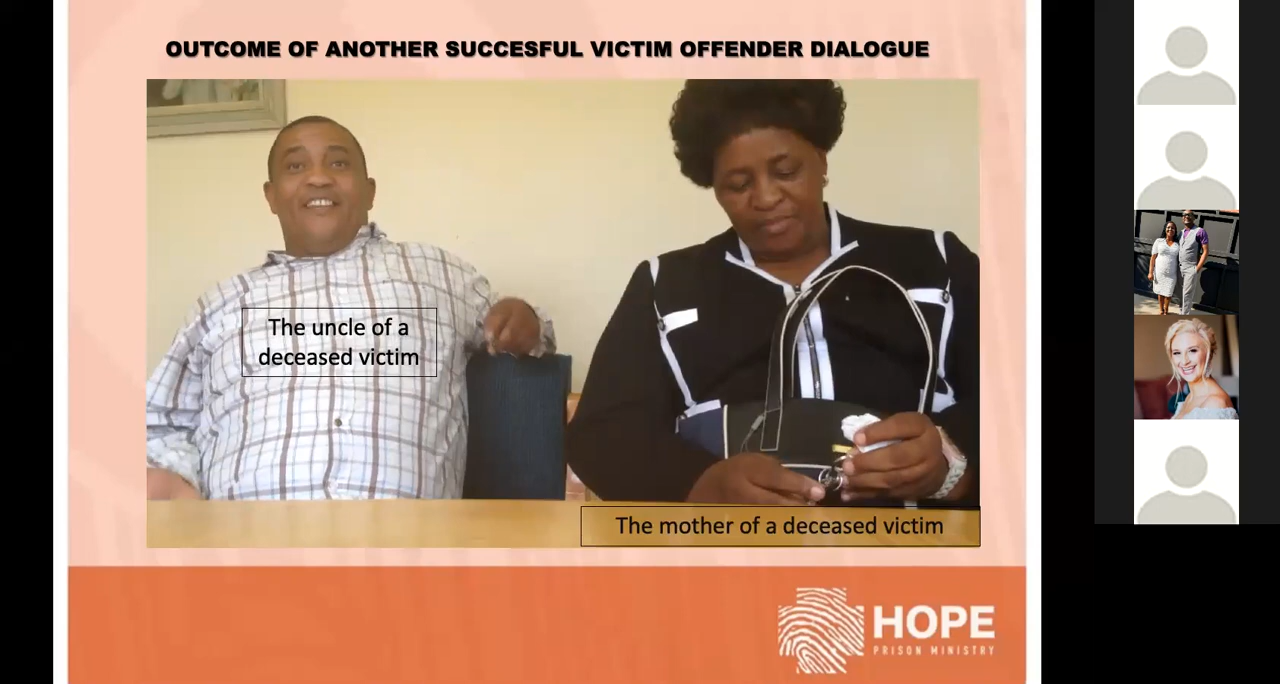 OUTCOME OF ANOTHER SUCCESFUL VICTIM OFFENDER DIALOGUE
The uncle of a
deceased victim
The mother of a deceased victim
HOPE
PRISON MINISTRY